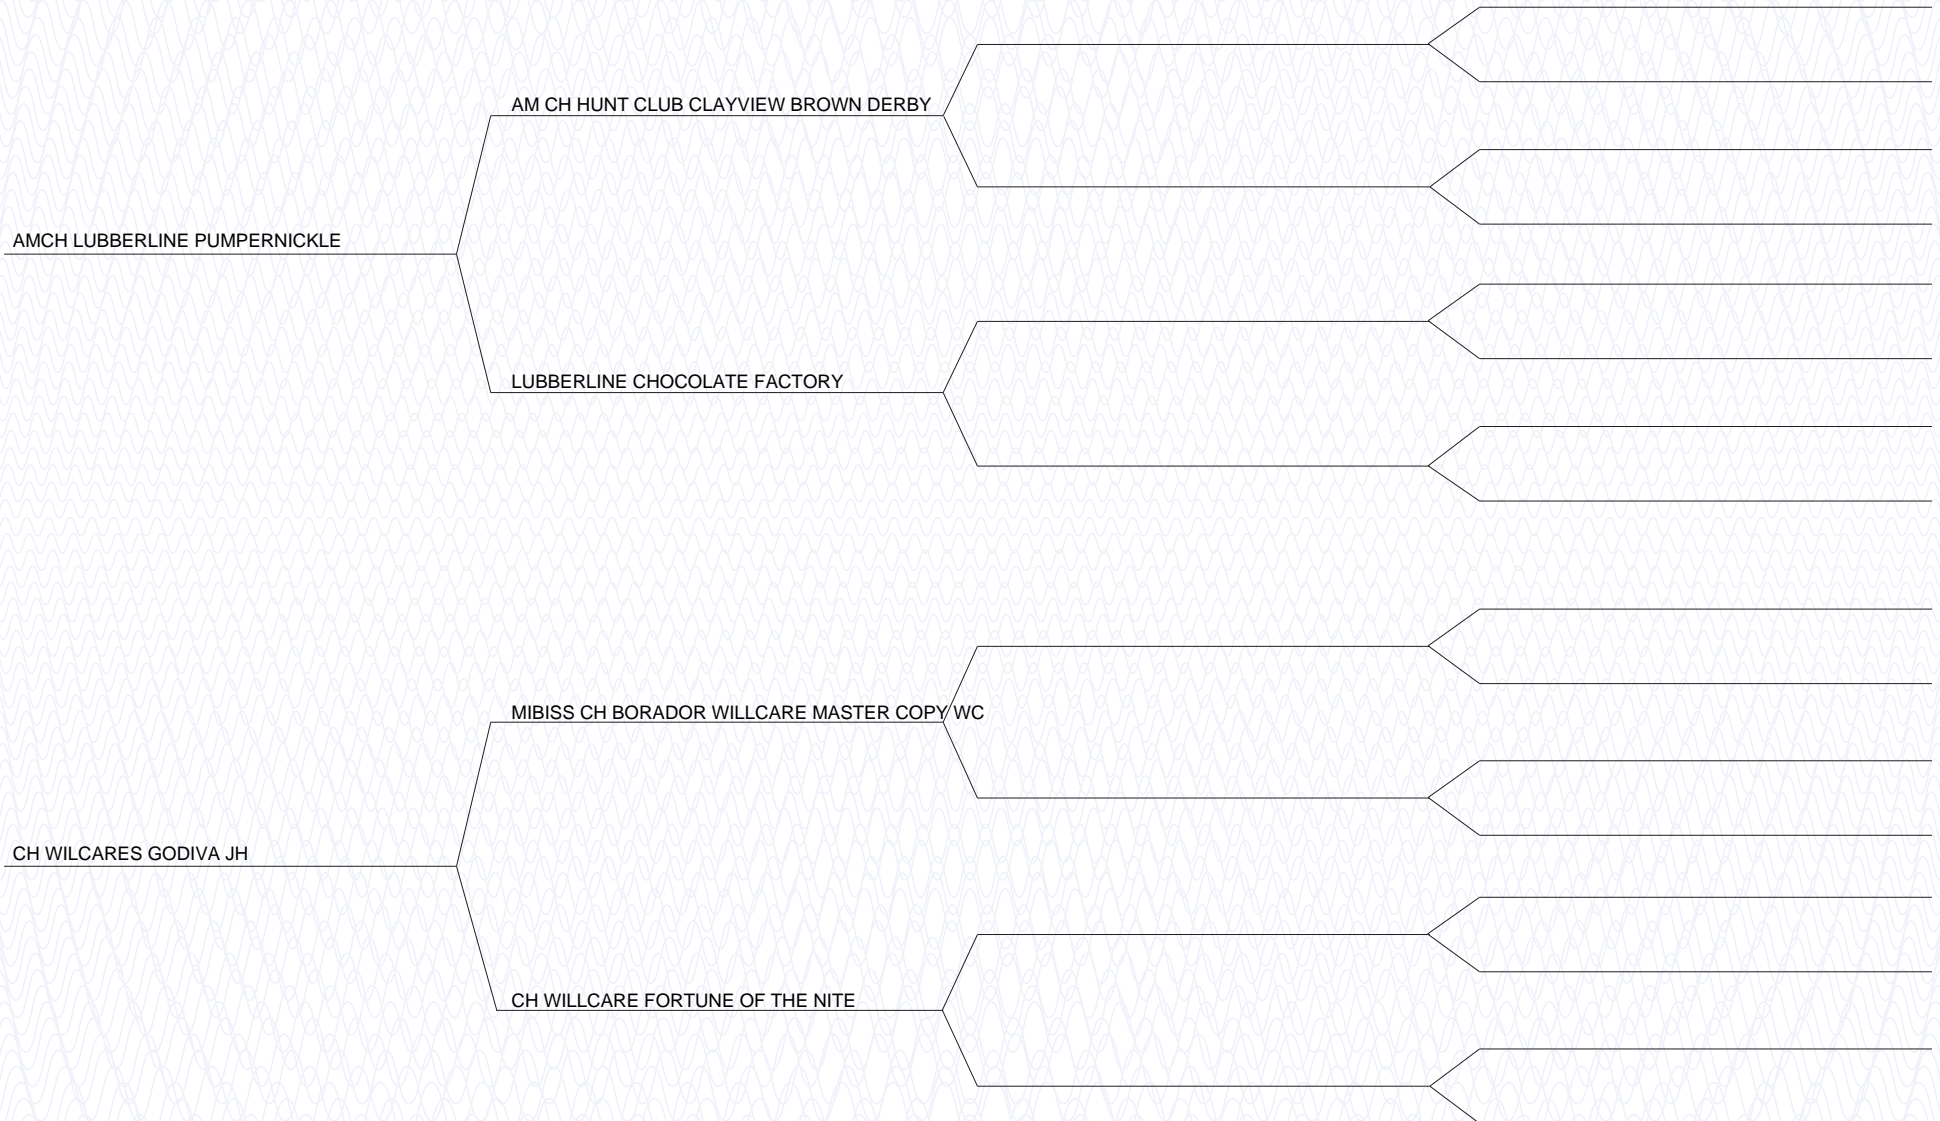 AM CH HUNT CLUB CLAYVIEW BROWN DERBY
AMCH LUBBERLINE PUMPERNICKLE
LUBBERLINE CHOCOLATE FACTORY
MIBISS CH BORADOR WILLCARE MASTER COPY WC
CH WILCARES GODIVA JH
CH WILLCARE FORTUNE OF THE NITE